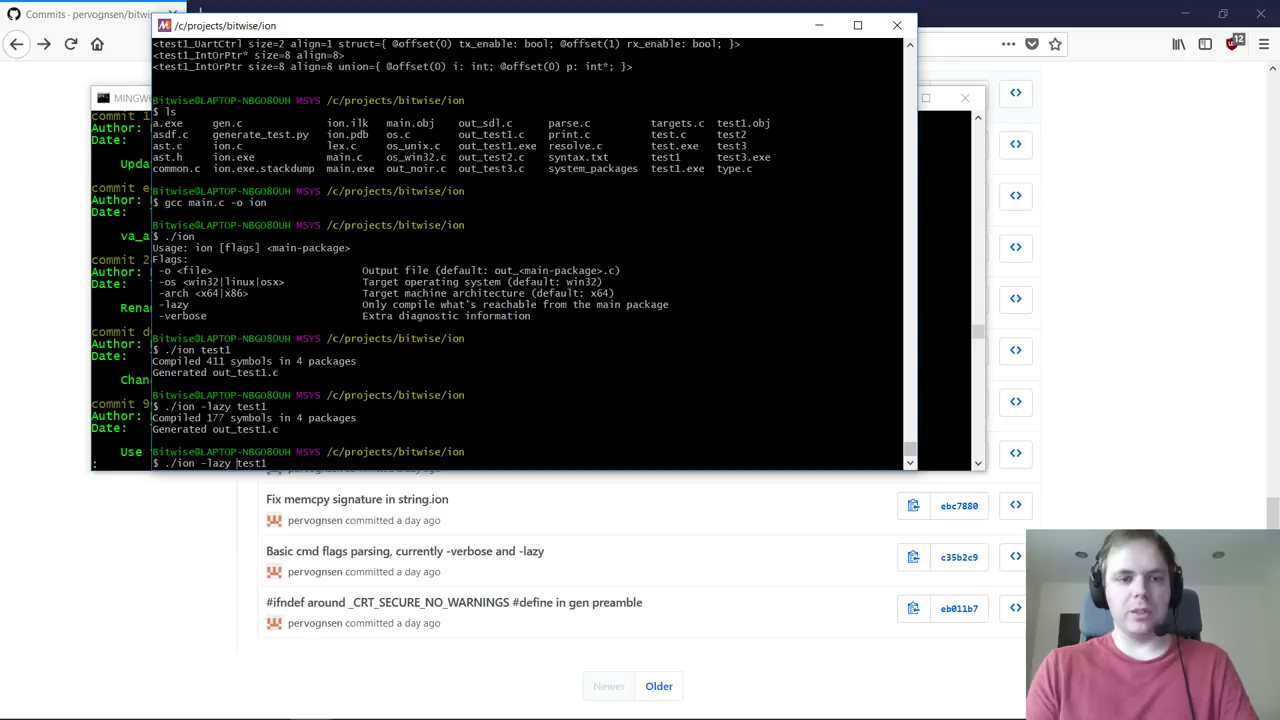 Commits - pervognsen/bitwise
/c/projects/bitwise/ion
<test1_UartCtrl size=2 align=1 struct={ @offset(0) tx_enable: bool; @offset(1) rx_enable: bool; }>
<test1_IntOrPtr* size=8 align=8>
<test1_IntOrPtr size=8 align=8 union={ @offset(0) i: int; @offset(0) p: int*; }>
Bitwise@LAPTOP-NBGO80UH MSYS /c/projects/bitwise/ion
$ ls
a.exe gen.c ion.ilk main.obj out_sdl.c parse.c targets.c test1.obj
asdf.c generate_test.py ion.pdb os.c out_test1.c print.c test.c test2
ast.c ion.c lex.c os_unix.c out_test1.exe resolve.c test1 test3
ast.h ion.exe main.c os_win32.c out_test2.c syntax.txt test1 test3.exe
common.c ion.exe.stackdump main.exe out_noir.c out_test3.c system_packages test1.exe type.c
Bitwise@LAPTOP-NBGO80UH MSYS /c/projects/bitwise/ion
$ gcc main.c -o ion
Bitwise@LAPTOP-NBGO80UH MSYS /c/projects/bitwise/ion
$ ./ion
Usage: ion [flags] <main-package>
Flags:
-o <file> Output file (default: out_<main-package>.c)
-os <win32|linux|osx> Target operating system (default: win32)
-arch <x64|x86> Target machine architecture (default: x64)
-lazy Only compile what's reachable from the main package
-verbose Extra diagnostic information
Bitwise@LAPTOP-NBGO80UH MSYS /c/projects/bitwise/ion
$ ./ion test1
Compiled 411 symbols in 4 packages
Generated out_test1.c
Bitwise@LAPTOP-NBGO80UH MSYS /c/projects/bitwise/ion
$ ./ion -lazy test1
Compiled 177 symbols in 4 packages
Generated out_test1.c
Bitwise@LAPTOP-NBGO80UH MSYS /c/projects/bitwise/ion
$ ./ion -lazy test1
MINGW
commit 1
Author:
Date:
Upda
commit e
Author:
Date:
va_a
commit 2
Author:
Date:
Rena
commit d
Author:
Date:
Chan
commit 9
Author:
Date:
Use
:
12
Fix memcpy signature in string.ion
pervognsen committed a day ago
ebc7880
Basic cmd flags parsing, currently -verbose and -lazy
pervognsen committed a day ago
c35b2c9
#ifndef around _CRT_SECURE_NO_WARNINGS #define in gen preamble
pervognsen committed a day ago
eb011b7
Newer
Older